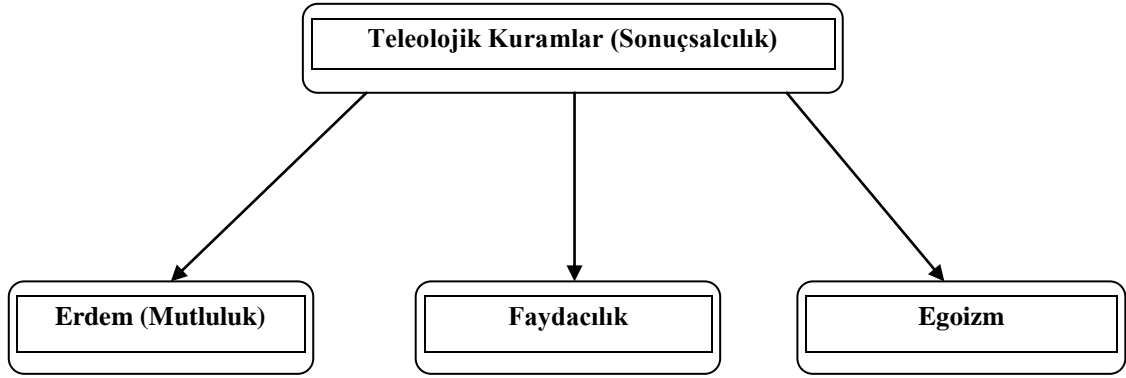 Teleolojik Kuramlar (Sonuçsalcılık)
Erdem (Mutluluk)
Faydacılık
Egoizm